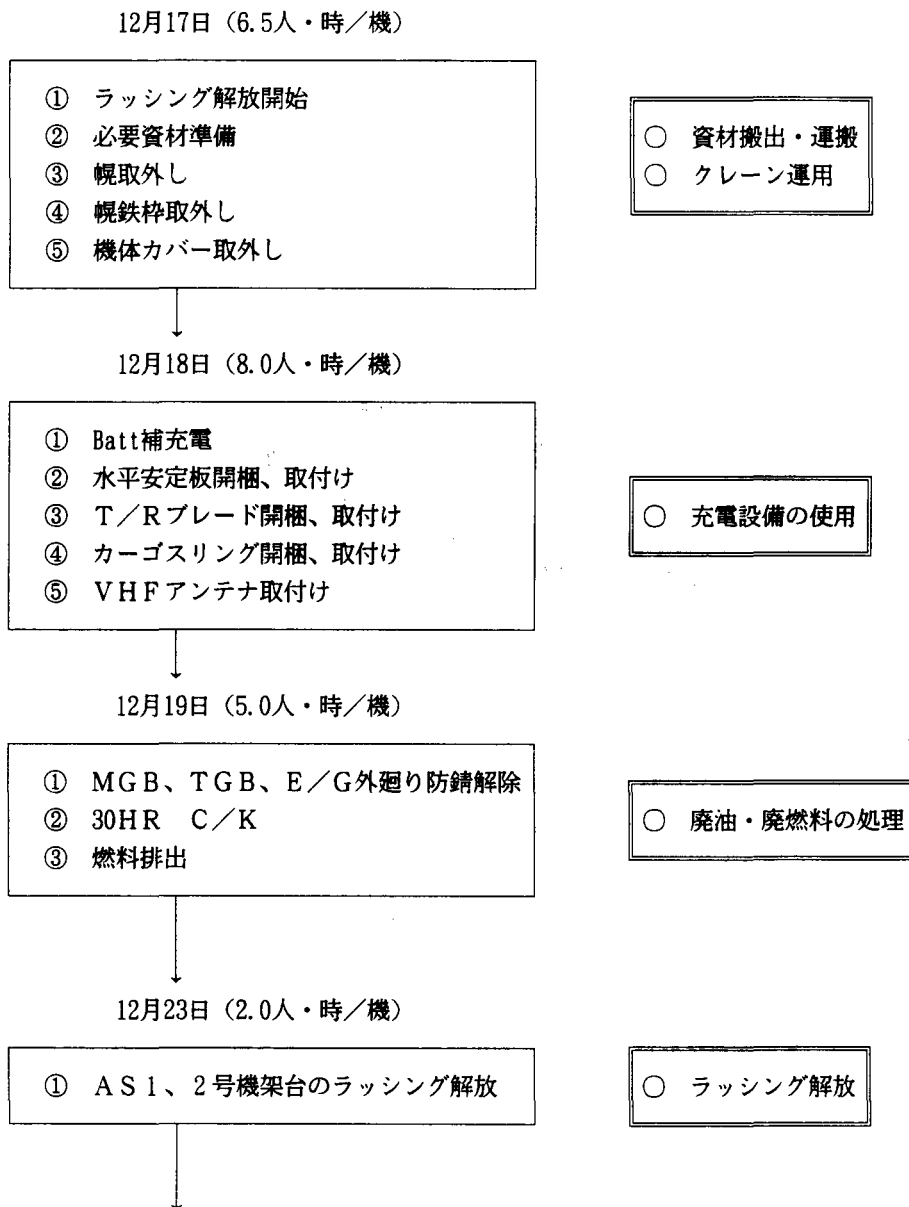 12月17日（6.5人・時／機）
① ラッシング解放開始
② 必要資材準備
③ 幌取外し
④ 幌鉄枠取外し
⑤ 機体カバー取外し
○ 資材搬出・運搬
○ クレーン運用
12月18日（8.0人・時／機）
① Batt補充電
② 水平安定板開梱、取付け
③ Ｔ／Ｒブレード開梱、取付け
④ カーゴスリング開梱、取付け
⑤ ＶＨＦアンテナ取付け
○ 充電設備の使用
12月19日（5.0人・時／機）
① ＭＧＢ、ＴＧＢ、Ｅ／Ｇ外廻り防錆解除
② 30HR Ｃ／Ｋ
③ 燃料排出
○ 廃油・廃燃料の処理
12月23日（2.0人・時／機）
① ＡＳ１、２号機架台のラッシング解放
○ ラッシング解放